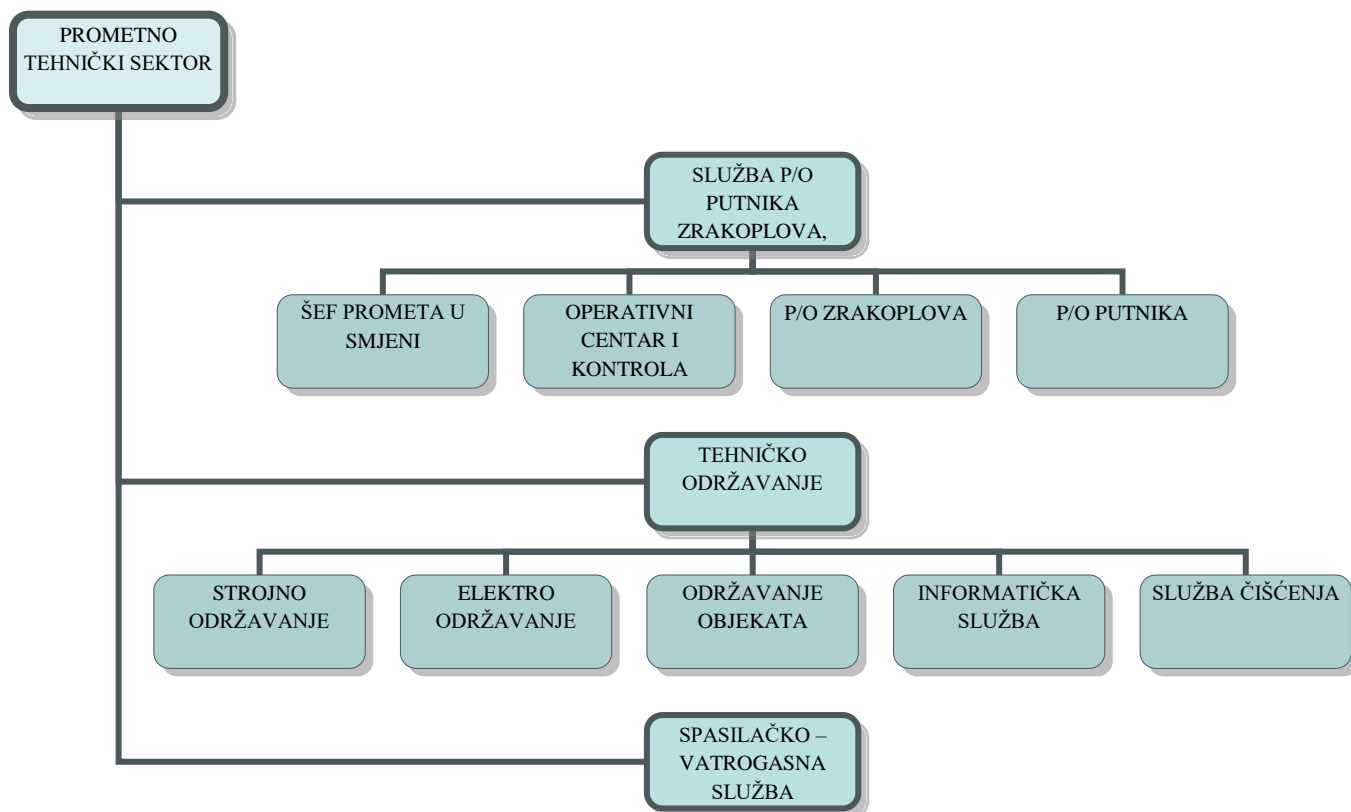 PROMETNO
TEHNIČKI SEKTOR
SLUŽBA P/O
PUTNIKA
ZRAKOPLOVA,
ŠEF PROMETA U
SMJENI
OPERATIVNI
CENTAR I
KONTROLA
P/O ZRAKOPLOVA
P/O PUTNIKA
TEHNIČKO
ODRŽAVANJE
STROJNO
ODRŽAVANJE
ELEKTRO
ODRŽAVANJE
ODRŽAVANJE
OBJEKATA
INFORMATIČKA
SLUŽBA
SLUŽBA ČIŠĆENJA
SPASILAČKO –
VATROGASNA
SLUŽBA